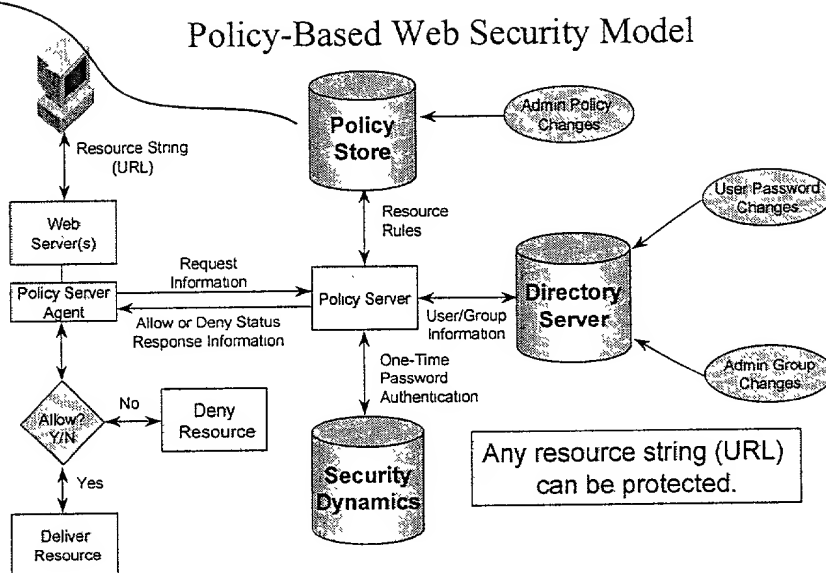 Policy-Based Web Security Model
Resource String
(URL)
Web
Server(s)
Policy Server
Agent
Request
Information
Allow or Deny Status
Response Information
Allow?
Y/N
No
Deny
Resource
Yes
Deliver
Resource
Policy
Store
Admin Policy
Changes
Resource
Rules
Policy Server
User/Group
Information
One-Time
Password
Authentication
Security
Dynamics
Directory
Server
User Password
Changes
Admin Group
Changes
Any resource string (URL)
can be protected.